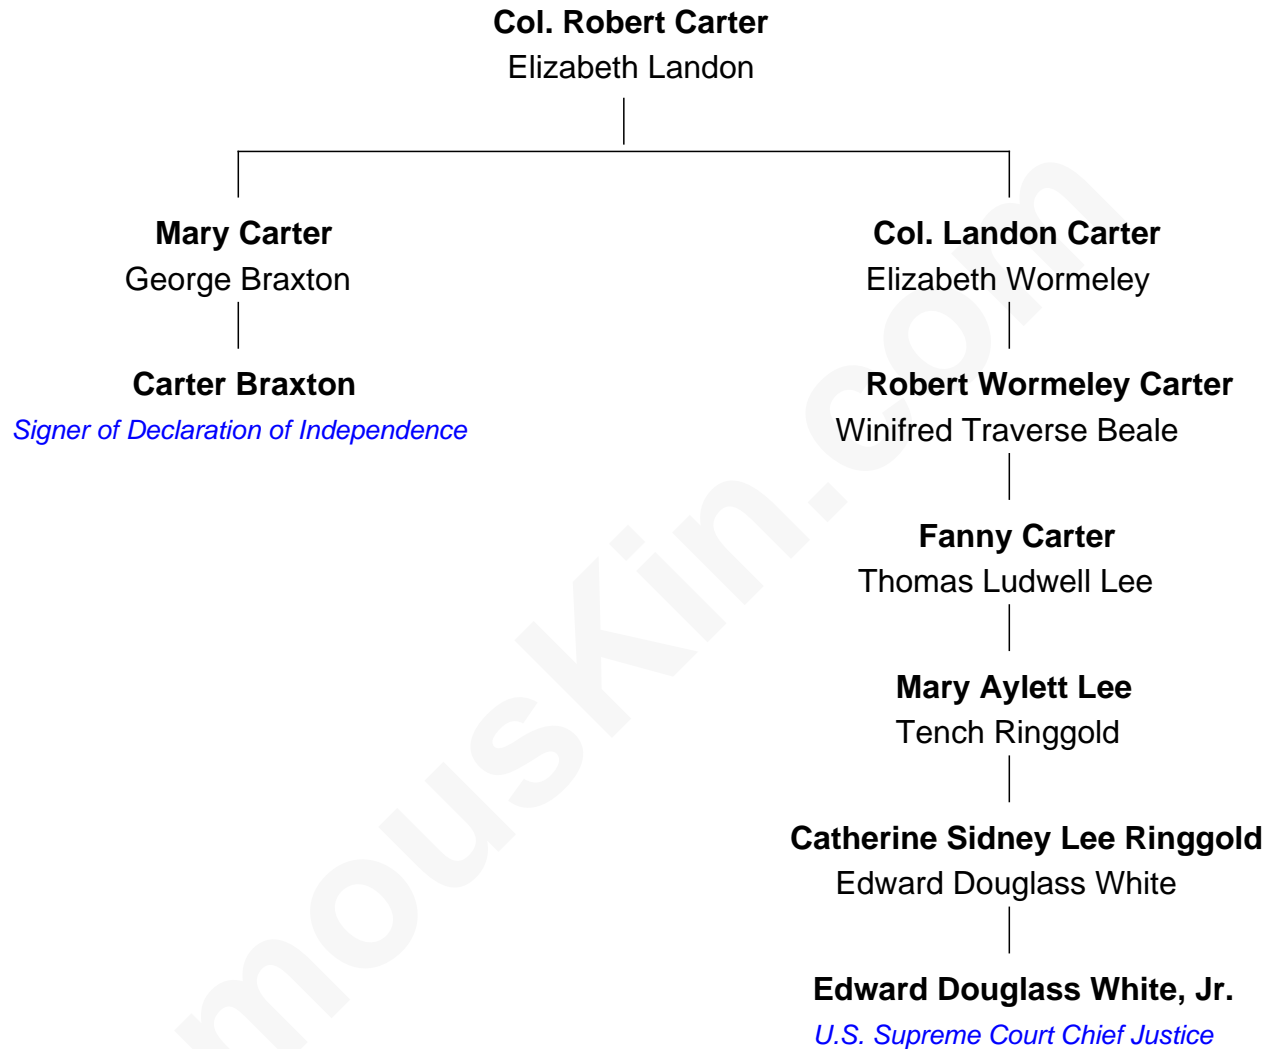 Col. Robert Carter
Elizabeth Landon
Mary Carter
George Braxton
Col. Landon Carter
Elizabeth Wormeley
Carter Braxton
Signer of Declaration of Independence
Robert Wormeley Carter
Winifred Traverse Beale
Fanny Carter
Thomas Ludwell Lee
Mary Aylett Lee
Tench Ringgold
Catherine Sidney Lee Ringgold
Edward Douglass White
Edward Douglass White, Jr.
U.S. Supreme Court Chief Justice
mousKin.com